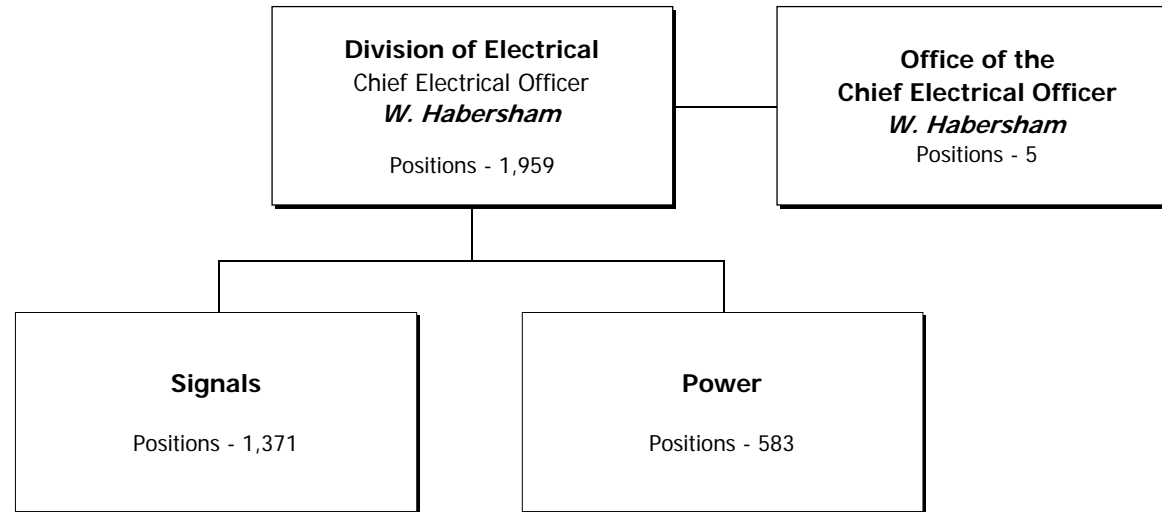 Division of Electrical
Chief Electrical Officer
W. Habersham
Positions - 1,959
Office of the
Chief Electrical Officer
W. Habersham
Positions - 5
Signals
Positions - 1,371
Power
Positions - 583